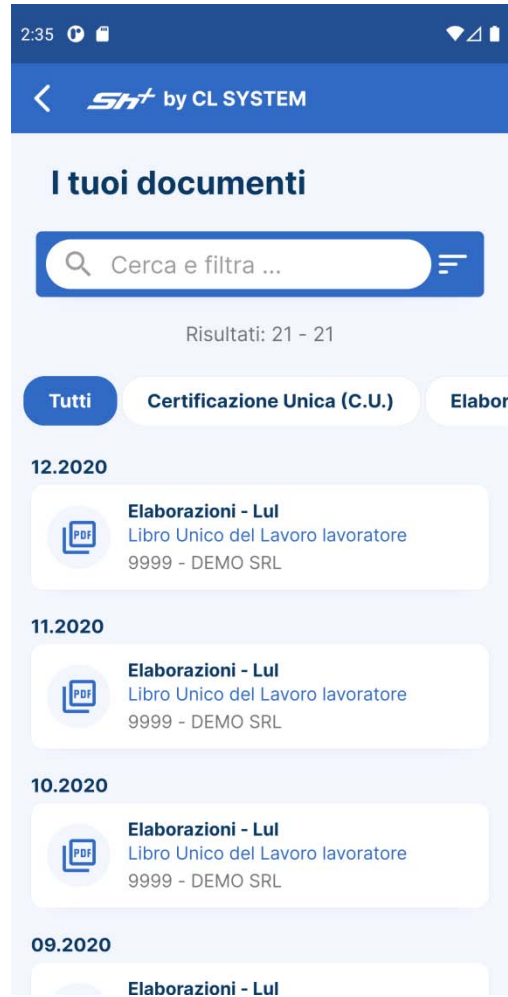 2:35
Sh+ by CL SYSTEM
I tuoi documenti
Cerca e filtra ...
Risultati: 21 - 21
Tutti
Certificazione Unica (C.U.)
Elabor
12.2020
PDF
Elaborazioni - Lul
Libro Unico del Lavoro lavoratore
9999 - DEMO SRL
11.2020
PDF
Elaborazioni - Lul
Libro Unico del Lavoro lavoratore
9999 - DEMO SRL
10.2020
PDF
Elaborazioni - Lul
Libro Unico del Lavoro lavoratore
9999 - DEMO SRL
09.2020
Elaborazioni - Lul